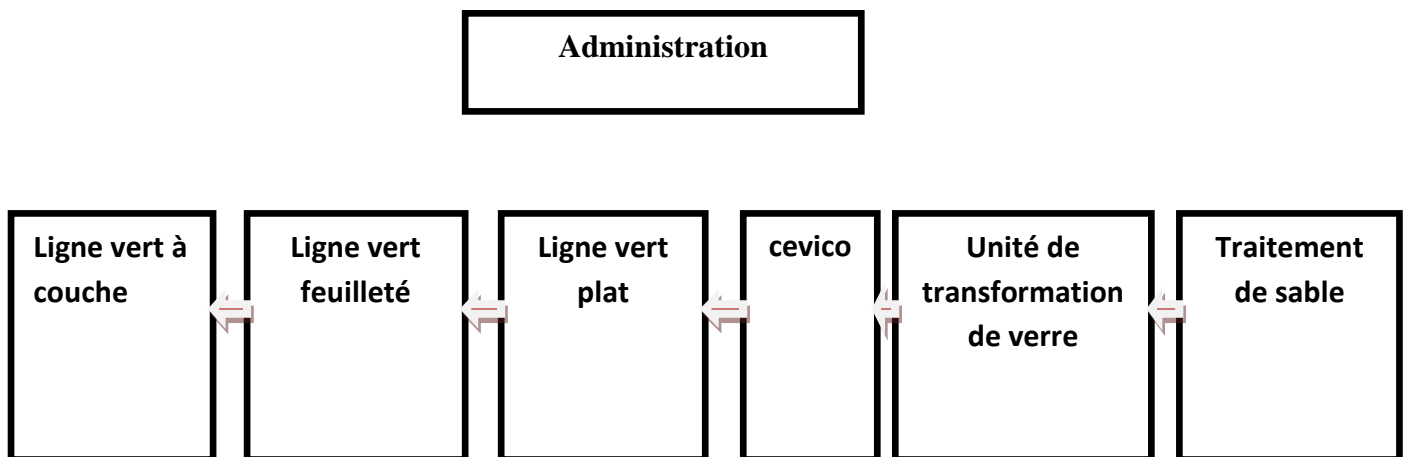 Administration
Ligne vert à
couche
Ligne vert
feuilleté
Ligne vert
plat
cevico
Unité de
transformation
de verre
Traitement
de sable